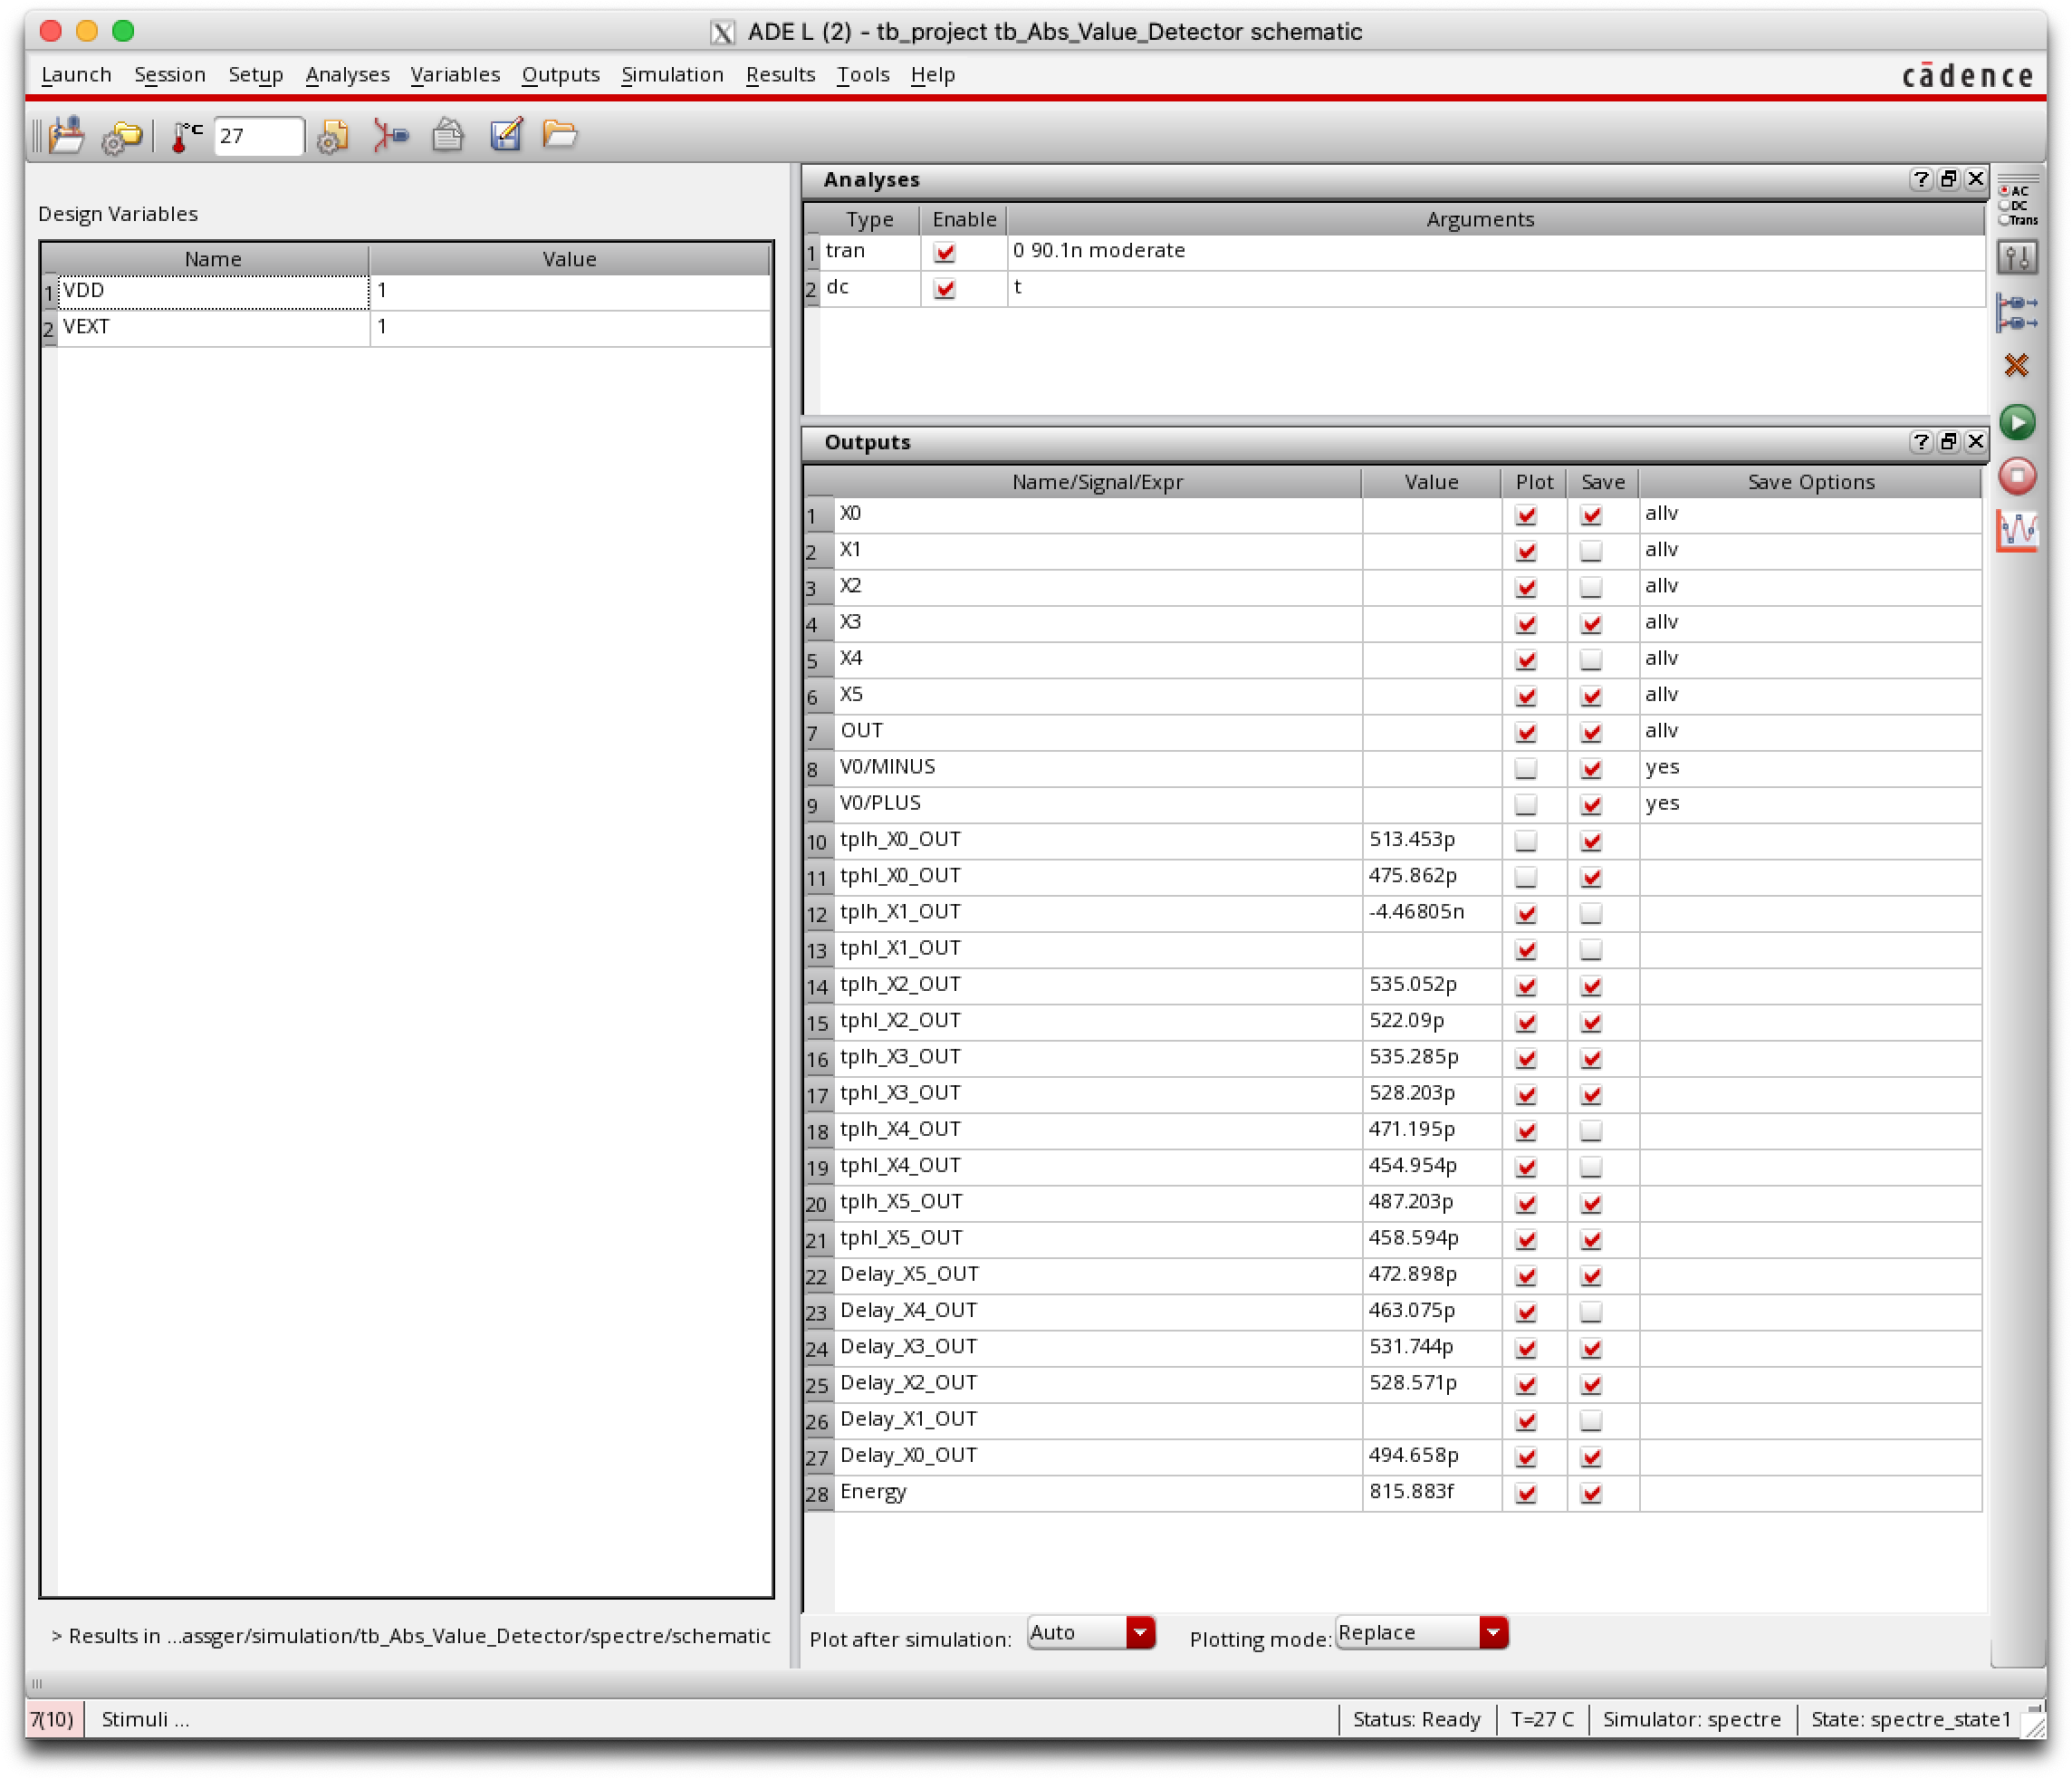 ADE L (2) - tb_project tb_Abs_Value_Detector schematic
Launch Session Setup Analyses Variables Outputs Simulation Results Tools Help
cādence
°C 27
Design Variables
Name Value
1 VDD 1
2 VEXT 1
> Results in ...assger/simulation/tb_Abs_Value_Detector/spectre/schematic
Analyses
Type Enable Arguments
1 tran 0 90.1n moderate
2 dc t
Outputs
Name/Signal/Expr Value Plot Save Save Options
1 X0 allv
2 X1 allv
3 X2 allv
4 X3 allv
5 X4 allv
6 X5 allv
7 OUT allv
8 V0/MINUS yes
9 V0/PLUS yes
10 tplh_X0_OUT 513.453p
11 tphl_X0_OUT 475.862p
12 tplh_X1_OUT -4.46805n
13 tphl_X1_OUT
14 tplh_X2_OUT 535.052p
15 tphl_X2_OUT 522.09p
16 tplh_X3_OUT 535.285p
17 tphl_X3_OUT 528.203p
18 tplh_X4_OUT 471.195p
19 tphl_X4_OUT 454.954p
20 tplh_X5_OUT 487.203p
21 tphl_X5_OUT 458.594p
22 Delay_X5_OUT 472.898p
23 Delay_X4_OUT 463.075p
24 Delay_X3_OUT 531.744p
25 Delay_X2_OUT 528.571p
26 Delay_X1_OUT
27 Delay_X0_OUT 494.658p
28 Energy 815.883f
Plot after simulation: Auto Plotting mode: Replace
AC
DC
Trans
7(10) Stimuli ... Status: Ready T=27 C Simulator: spectre State: spectre_state1